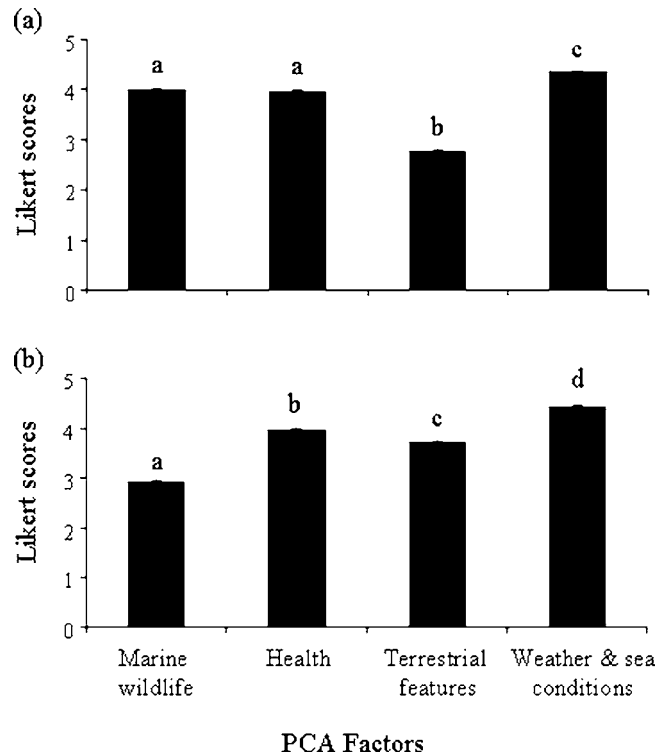 (a)
5
4
3
2
1
0
Likert scores
a
a
b
c
(b)
5
4
3
2
1
0
Likert scores
a
b
c
d
Marine
wildlife
Health
Terrestrial
features
Weather & sea
conditions
PCA Factors